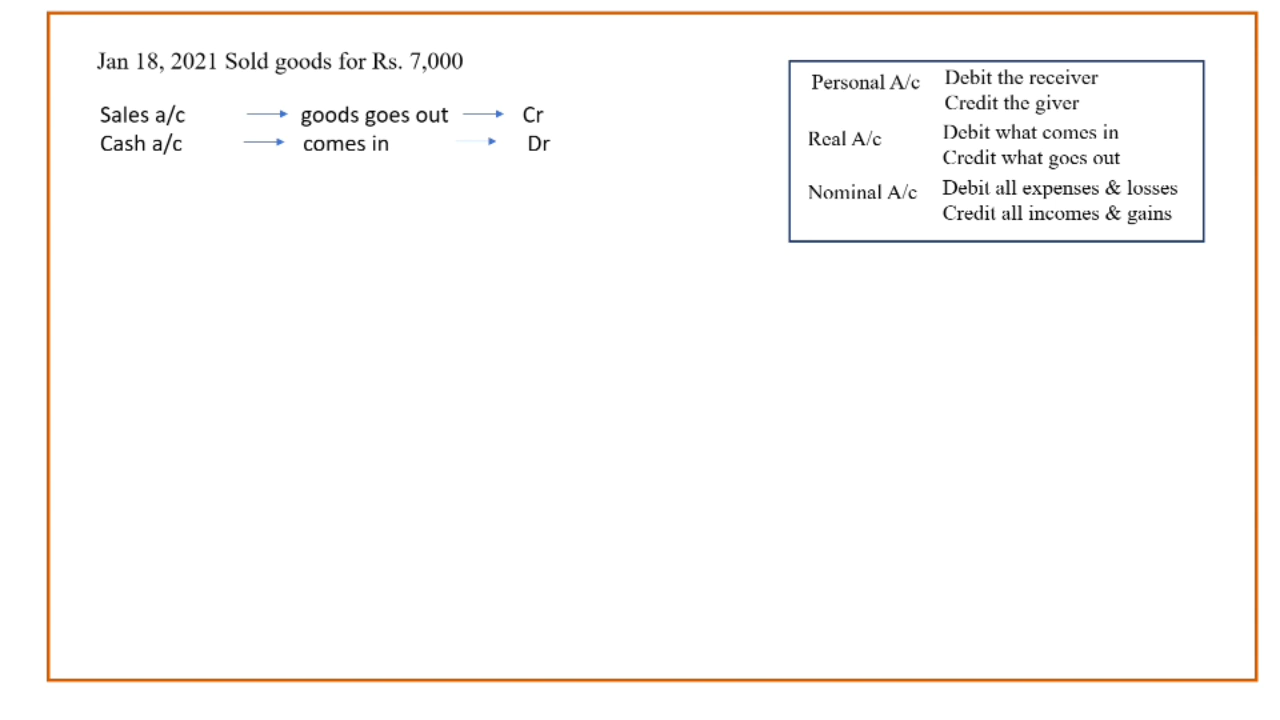 Jan 18, 2021 Sold goods for Rs. 7,000
Sales a/c goods goes out Cr
Cash a/c comes in Dr
Personal A/c Debit the receiver
Credit the giver
Real A/c Debit what comes in
Credit what goes out
Nominal A/c Debit all expenses & losses
Credit all incomes & gains